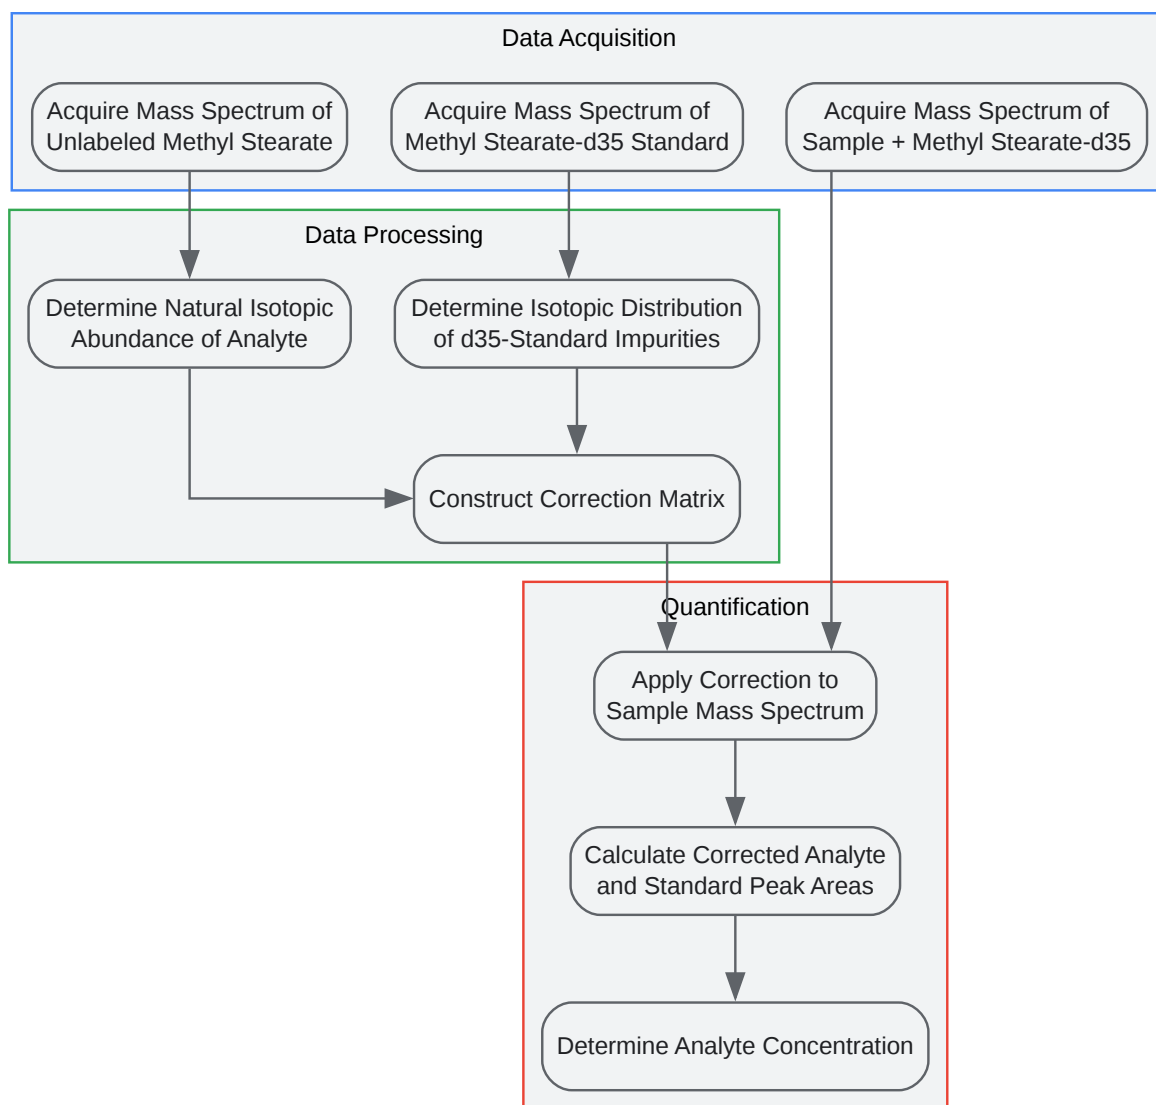 Data Acquisition
Acquire Mass Spectrum of
Unlabeled Methyl Stearate
Acquire Mass Spectrum of
Methyl Stearate-d35 Standard
Acquire Mass Spectrum of
Sample + Methyl Stearate-d35
Data Processing
Determine Natural Isotopic
Abundance of Analyte
Determine Isotopic Distribution
of d35-Standard Impurities
Construct Correction Matrix
Quantification
Apply Correction to
Sample Mass Spectrum
Calculate Corrected Analyte
and Standard Peak Areas
Determine Analyte Concentration